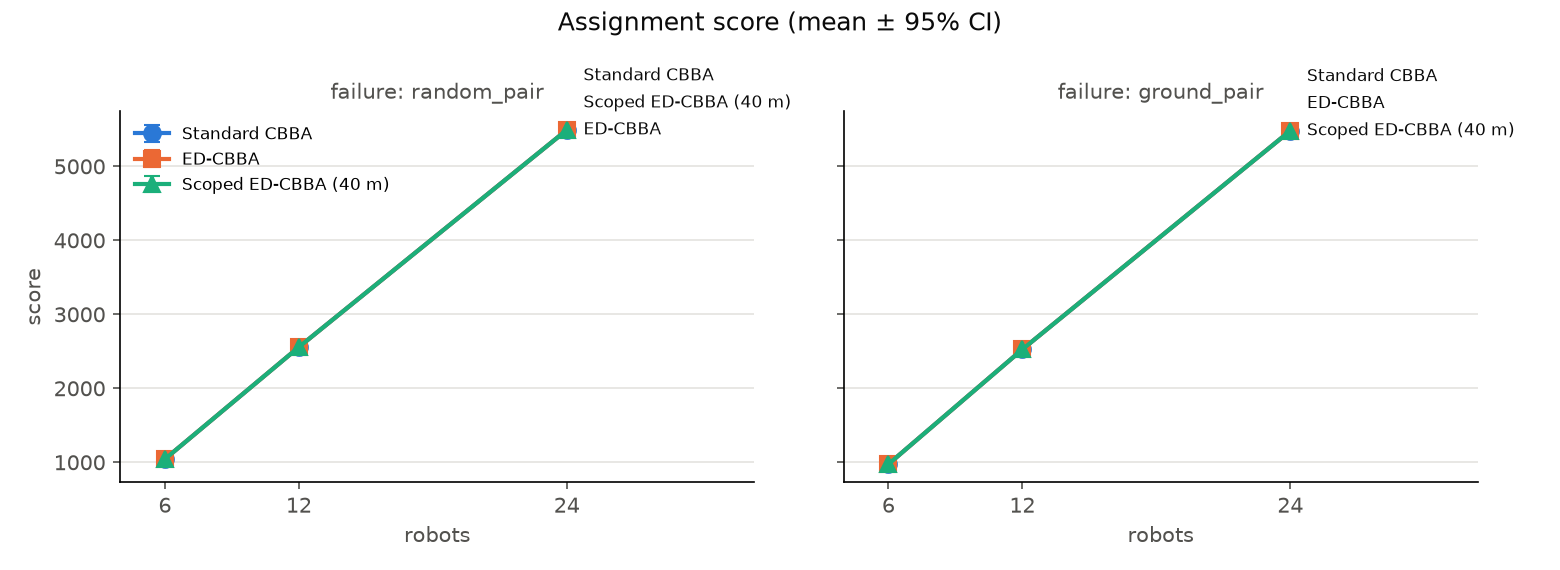 Assignment score (mean ± 95% CI)
failure: random_pair
Standard CBBA
Scoped ED-CBBA (40 m)
ED-CBBA
Standard CBBA
ED-CBBA
Scoped ED-CBBA (40 m)
score
5000
4000
3000
2000
1000
6 12 24
robots
failure: ground_pair
Standard CBBA
ED-CBBA
Scoped ED-CBBA (40 m)
6 12 24
robots